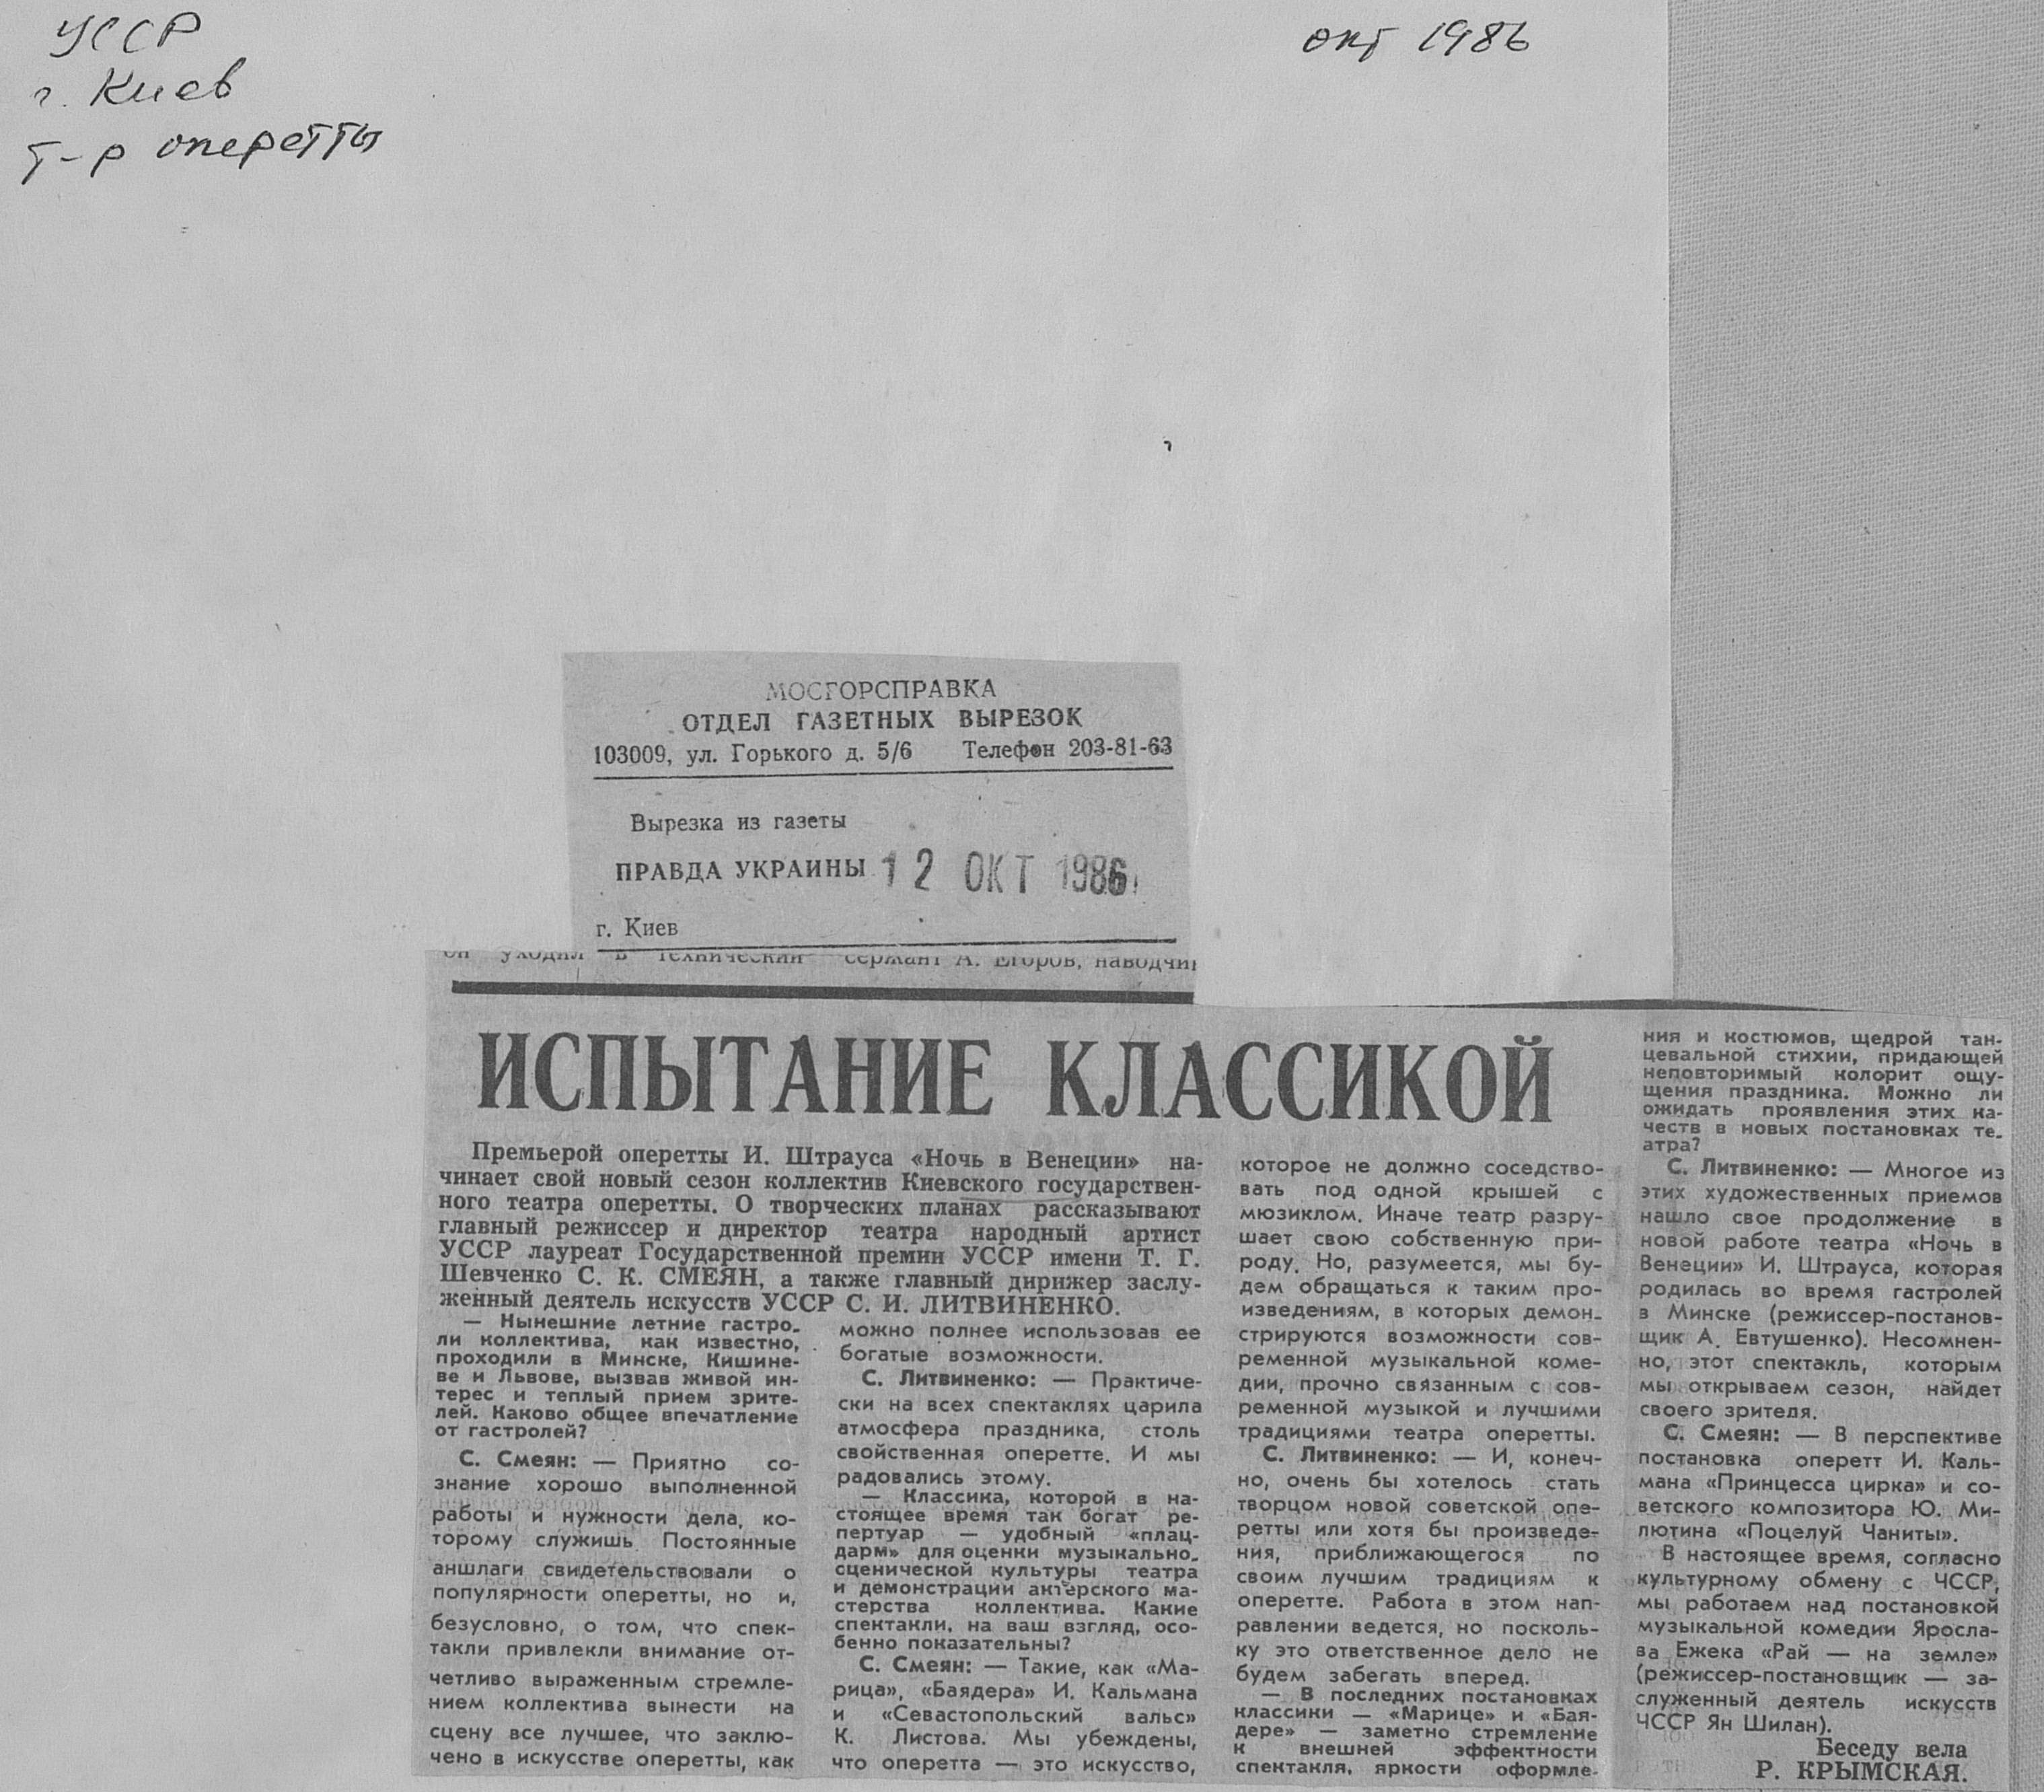 УССР
г. Киев
т-р оперетты
окт 1986
МОСГОРСПРАВКА
ОТДЕЛ ГАЗЕТНЫХ ВЫРЕЗОК
103009, ул. Горького д. 5/6 Телефон 203-81-63
Вырезка из газеты
ПРАВДА УКРАИНЫ 12 ОКТ 1986
г. Киев
он уходил в технический сержант А. Егоров, наводчи
ИСПЫТАНИЕ КЛАССИКОЙ
Премьерой оперетты И. Штрауса «Ночь в Венеции» на-
чинает свой новый сезон коллектив Киевского государствен-
ного театра оперетты. О творческих планах рассказывают
главный режиссер и директор театра народный артист
УССР лауреат Государственной премии УССР имени Т. Г.
Шевченко С. К. СМЕЯН, а также главный дирижер заслу-
женный деятель искусств УССР С. И. ЛИТВИНЕНКО.
— Нынешние летние гастро-
ли коллектива, как известно,
проходили в Минске, Кишине-
ве и Львове, вызвав живой ин-
терес и теплый прием зрите-
лей. Каково общее впечатление
от гастролей?
С. Смеян: — Приятно со-
знание хорошо выполненной
работы и нужности дела, ко-
торому служишь. Постоянные
аншлаги свидетельствовали о
популярности оперетты, но и,
безусловно, о том, что спек-
такли привлекли внимание от-
четливо выраженным стремле-
нием коллектива вынести на
сцену все лучшее, что заклю-
чено в искусстве оперетты, как
можно полнее использовав ее
богатые возможности.
С. Литвиненко: — Практиче-
ски на всех спектаклях царила
атмосфера праздника, столь
свойственная оперетте. И мы
радовались этому.
— Классика, которой в на-
стоящее время так богат ре-
пертуар — удобный «плац-
дарм» для оценки музыкально-
сценической культуры театра
и демонстрации актерского ма-
стерства коллектива. Какие
спектакли, на ваш взгляд, осо-
бенно показательны?
С. Смеян: — Такие, как «Ма-
рица», «Баядера» И. Кальмана
и «Севастопольский вальс»
К. Листова. Мы убеждены,
что оперетта — это искусство,
которое не должно соседство-
вать под одной крышей с
мюзиклом. Иначе театр разру-
шает свою собственную при-
роду. Но, разумеется, мы бу-
дем обращаться к таким про-
изведениям, в которых демон-
стрируются возможности сов-
ременной музыкальной коме-
дии, прочно связанным с сов-
ременной музыкой и лучшими
традициями театра оперетты.
С. Литвиненко: — И, конеч-
но, очень бы хотелось стать
творцом новой советской опе-
ретты или хотя бы произведе-
ния, приближающегося по
своим лучшим традициям к
оперетте. Работа в этом нап-
равлении ведется, но посколь-
ку это ответственное дело не
будем забегать вперед.
— В последних постановках
классики — «Марице» и «Бая-
дере» — заметно стремление
к внешней эффектности
спектакля, яркости оформле-
ния и костюмов, щедрой тан-
цевальной стихии, придающей
неповторимый колорит ощу-
щения праздника. Можно ли
ожидать проявления этих ка-
честв в новых постановках те-
атра?
С. Литвиненко: — Многое из
этих художественных приемов
нашло свое продолжение в
новой работе театра «Ночь в
Венеции» И. Штрауса, которая
родилась во время гастролей
в Минске (режиссер-постанов-
щик А. Евтушенко). Несомнен-
но, этот спектакль, которым
мы открываем сезон, найдет
своего зрителя.
С. Смеян: — В перспективе
постановка оперетт И. Каль-
мана «Принцесса цирка» и со-
ветского композитора Ю. Ми-
лютина «Поцелуй Чаниты».
В настоящее время, согласно
культурному обмену с ЧССР,
мы работаем над постановкой
музыкальной комедии Яросла-
ва Ежека «Рай — на земле»
(режиссер-постановщик — за-
служенный деятель искусств
ЧССР Ян Шилан).
Беседу вела
Р. КРЫМСКАЯ.